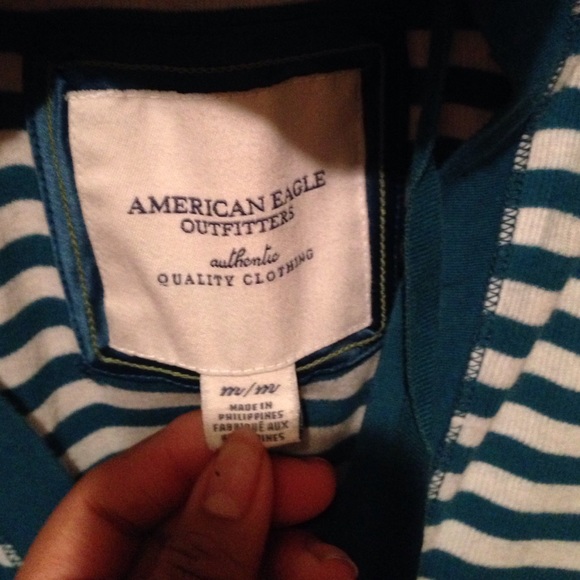 AMERICAN EAGLE
OUTFITTERS
authentic
QUALITY CLOTHING
m/m
MADE IN
PHILIPPINES
FABRIQUÉ AUX